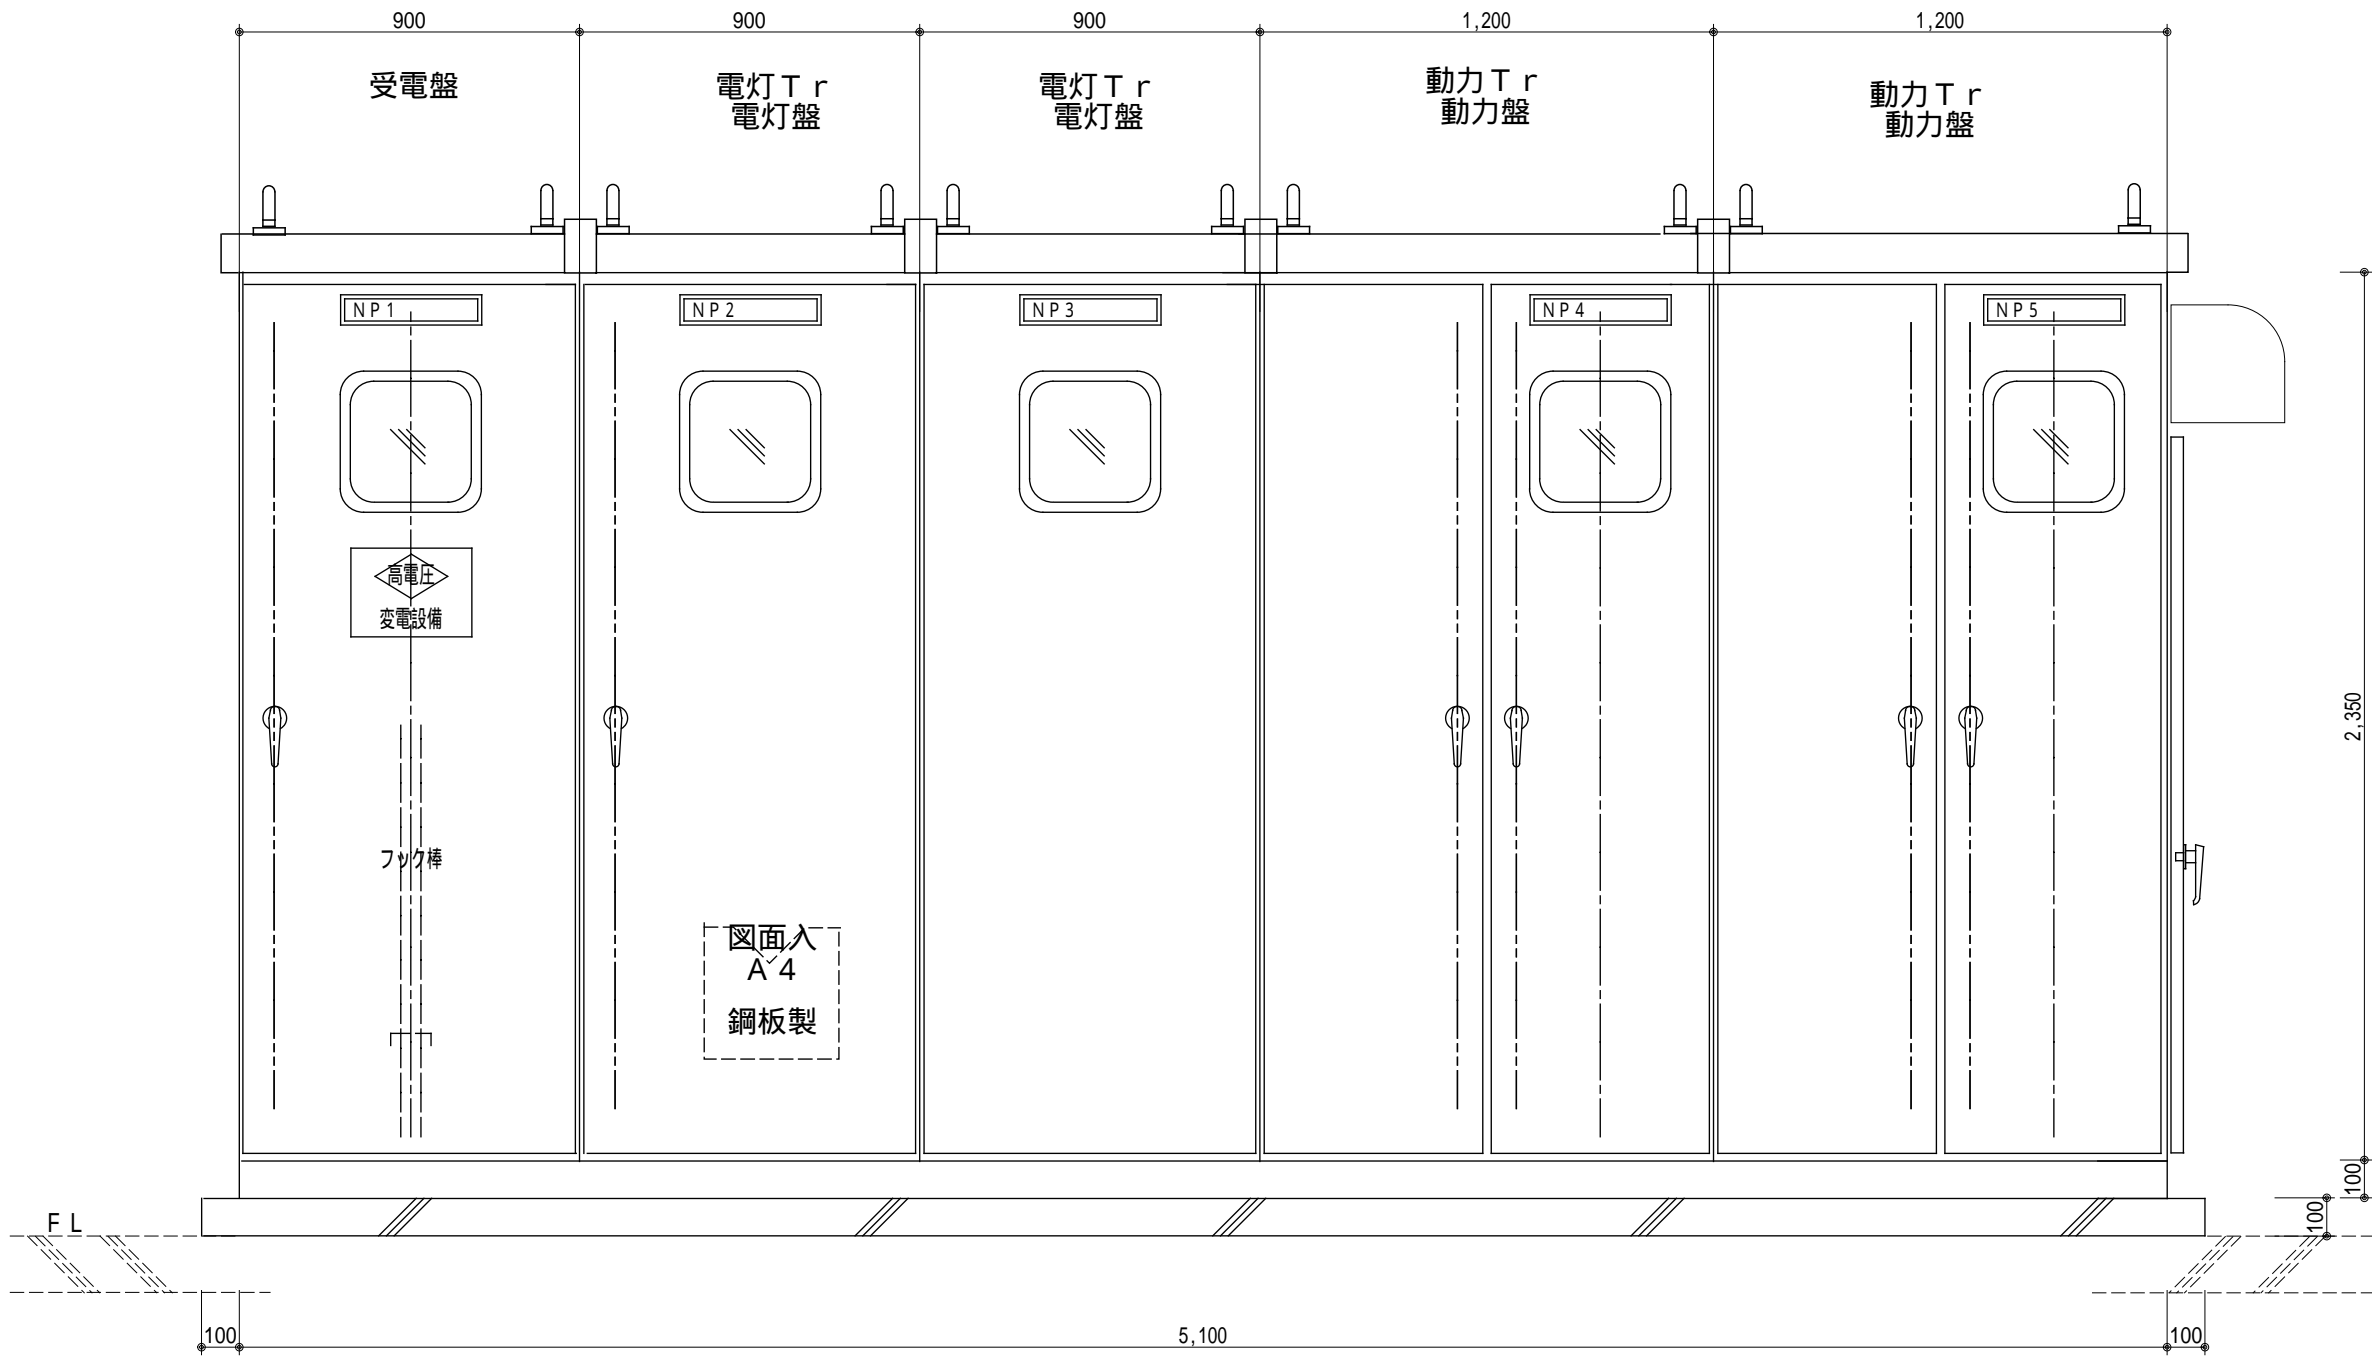 900
900
900
1,200
1,200
受電盤
電灯Ｔｒ
電灯盤
電灯Ｔｒ
電灯盤
動力Ｔｒ
動力盤
動力Ｔｒ
動力盤
NP1
NP2
NP3
NP4
NP5
高電圧
変電設備
フック棒
図面入
Ａ４
鋼板製
2,350
100
100
ＦＬ
100
5,100
100